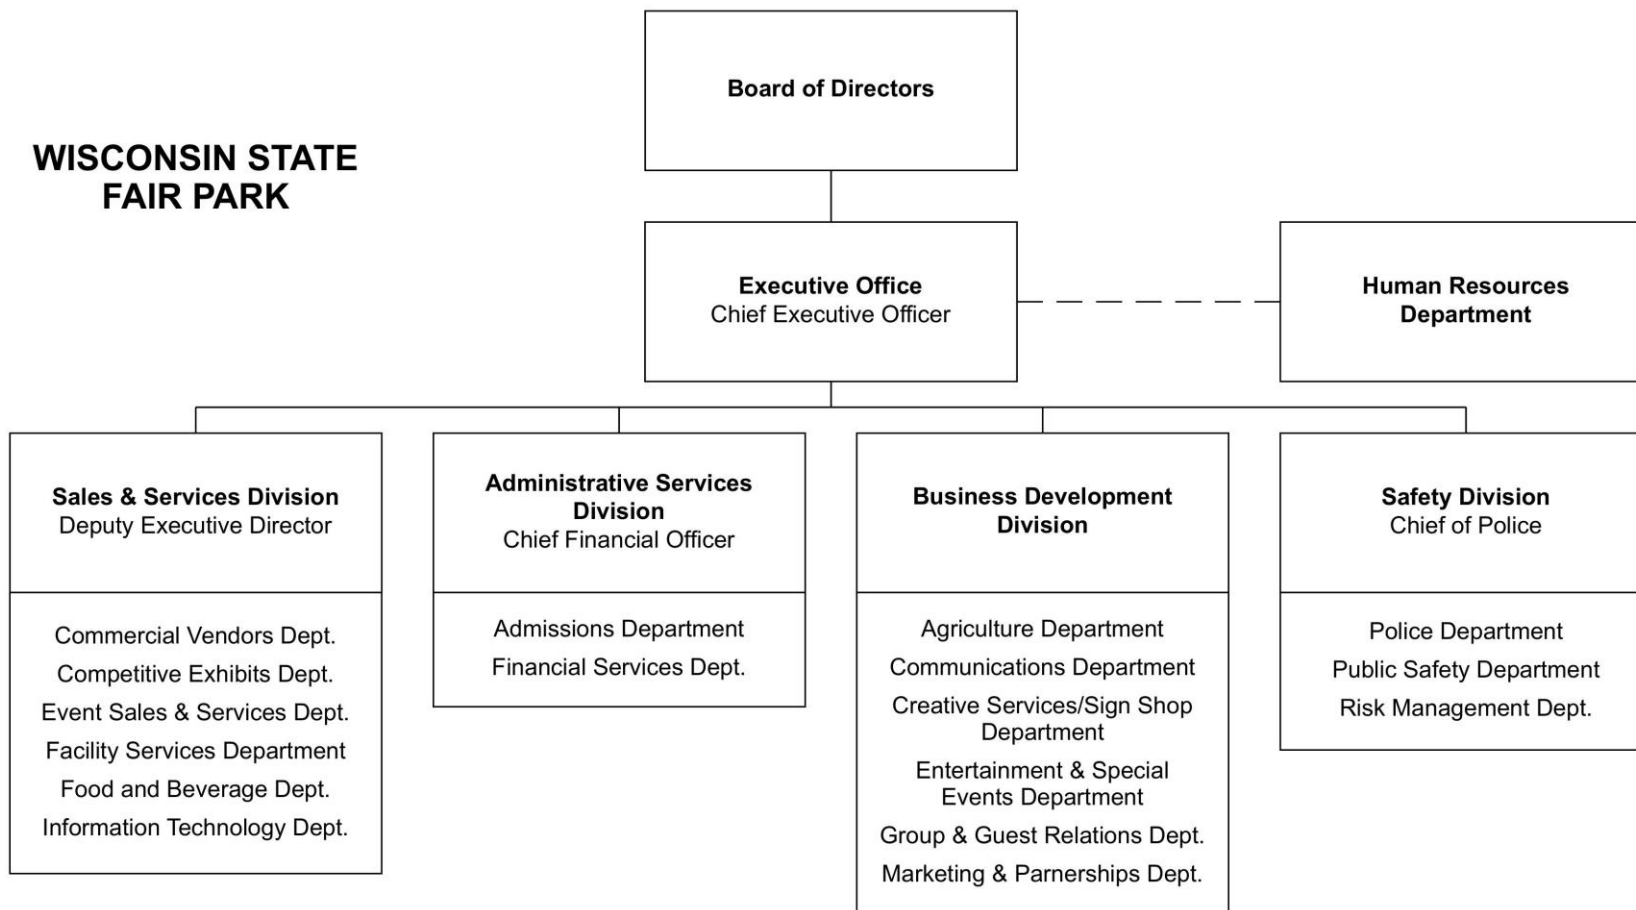 WISCONSIN STATE
FAIR PARK
Board of Directors
Executive Office
Chief Executive Officer
Human Resources
Department
Sales & Services Division
Deputy Executive Director
Commercial Vendors Dept.
Competitive Exhibits Dept.
Event Sales & Services Dept.
Facility Services Department
Food and Beverage Dept.
Information Technology Dept.
Administrative Services
Division
Chief Financial Officer
Admissions Department
Financial Services Dept.
Business Development
Division
Agriculture Department
Communications Department
Creative Services/Sign Shop
Department
Entertainment & Special
Events Department
Group & Guest Relations Dept.
Marketing & Parnerships Dept.
Safety Division
Chief of Police
Police Department
Public Safety Department
Risk Management Dept.